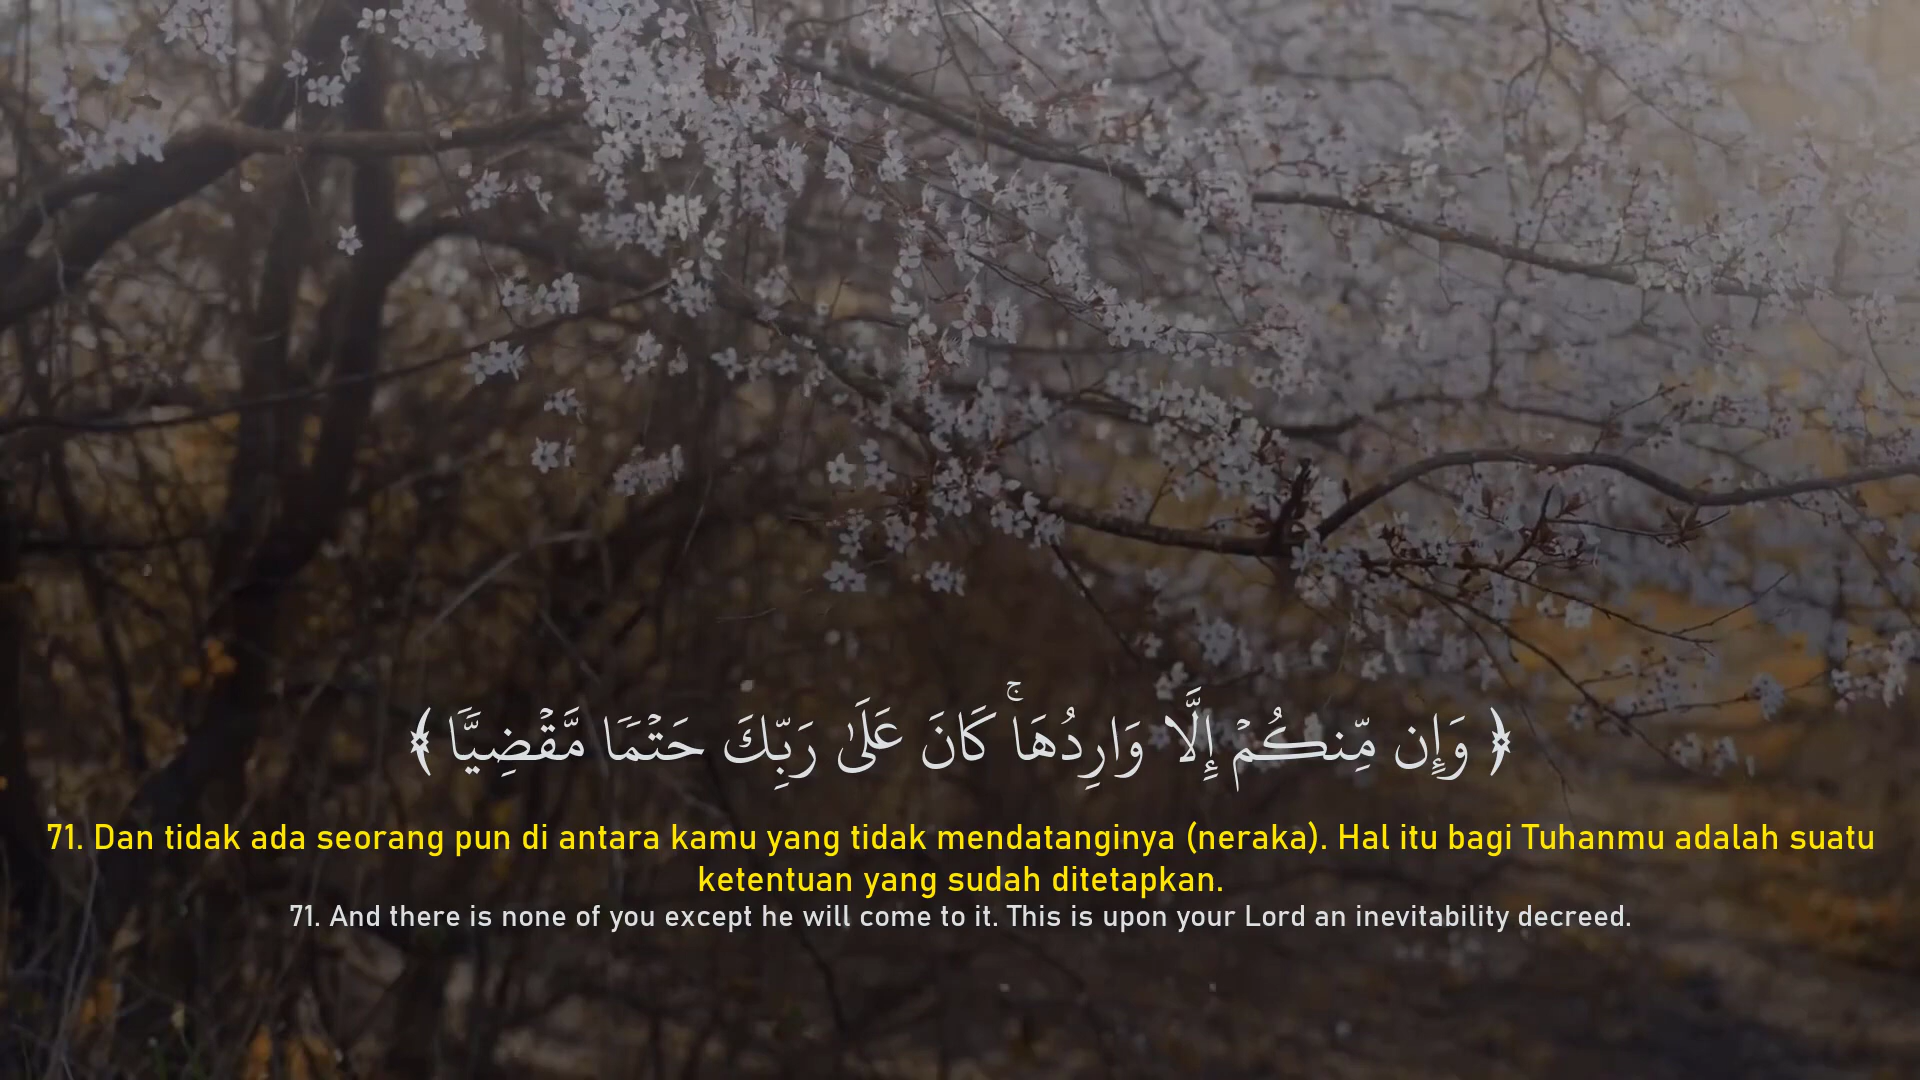 ﴿ وَإِن مِّنكُمۡ إِلَّا وَارِدُهَاۚ كَانَ عَلَىٰ رَبِّكَ حَتۡمٗا مَّقۡضِيّٗا ﴾
71. Dan tidak ada seorang pun di antara kamu yang tidak mendatanginya (neraka). Hal itu bagi Tuhanmu adalah suatu
ketentuan yang sudah ditetapkan.
71. And there is none of you except he will come to it. This is upon your Lord an inevitability decreed.